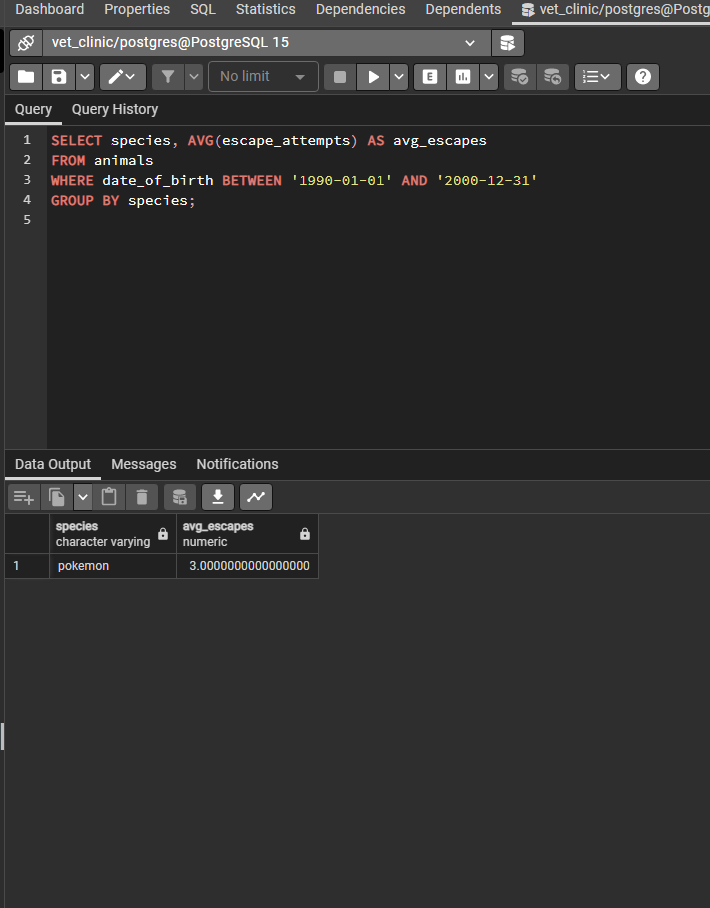 Dashboard Properties SQL Statistics Dependencies Dependents vet_clinic/postgres@Postg
vet_clinic/postgres@PostgreSQL 15
No limit
E
?
Query Query History
1 SELECT species, AVG(escape_attempts) AS avg_escapes
2 FROM animals
3 WHERE date_of_birth BETWEEN '1990-01-01' AND '2000-12-31'
4 GROUP BY species;
5
Data Output Messages Notifications
species avg_escapes
character varying numeric
1 pokemon 3.0000000000000000